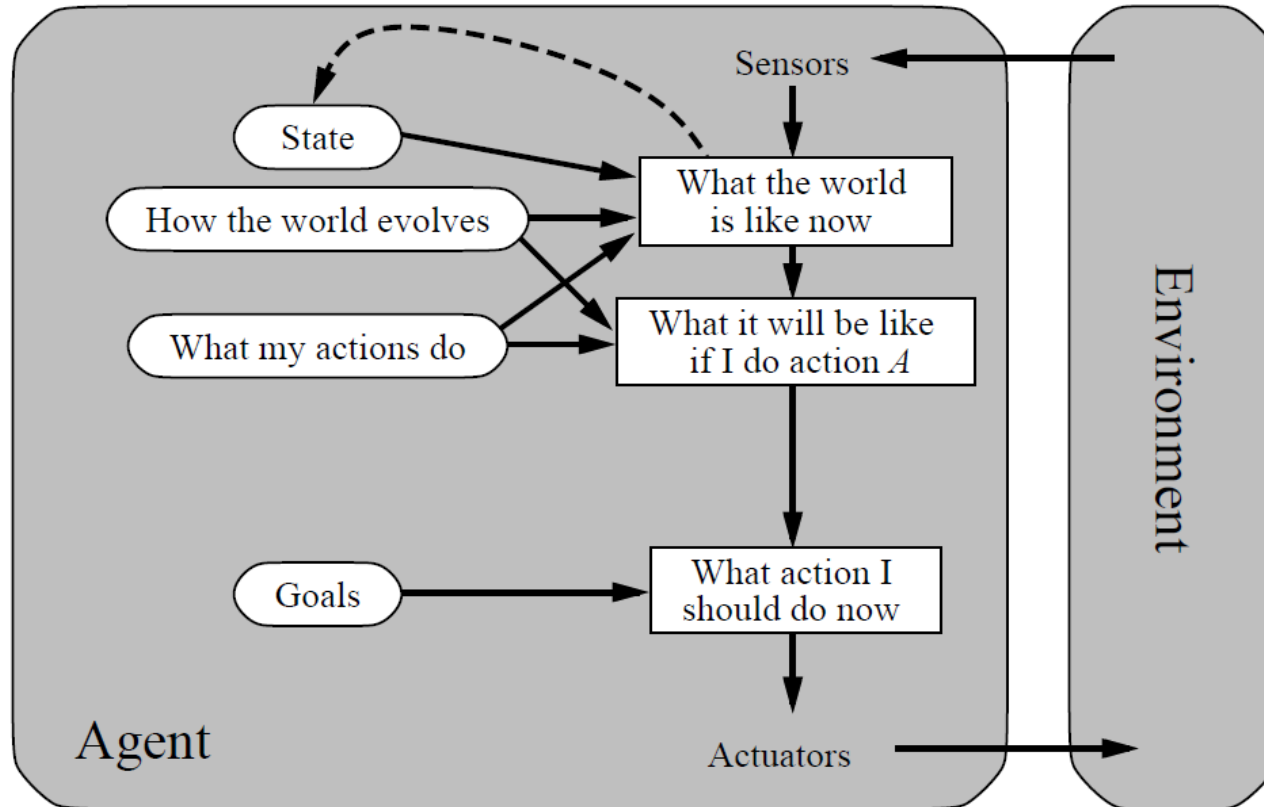 Sensors
State
What the world
is like now
How the world evolves
What it will be like
if I do action A
What my actions do
Environment
What action I
should do now
Goals
Agent
Actuators